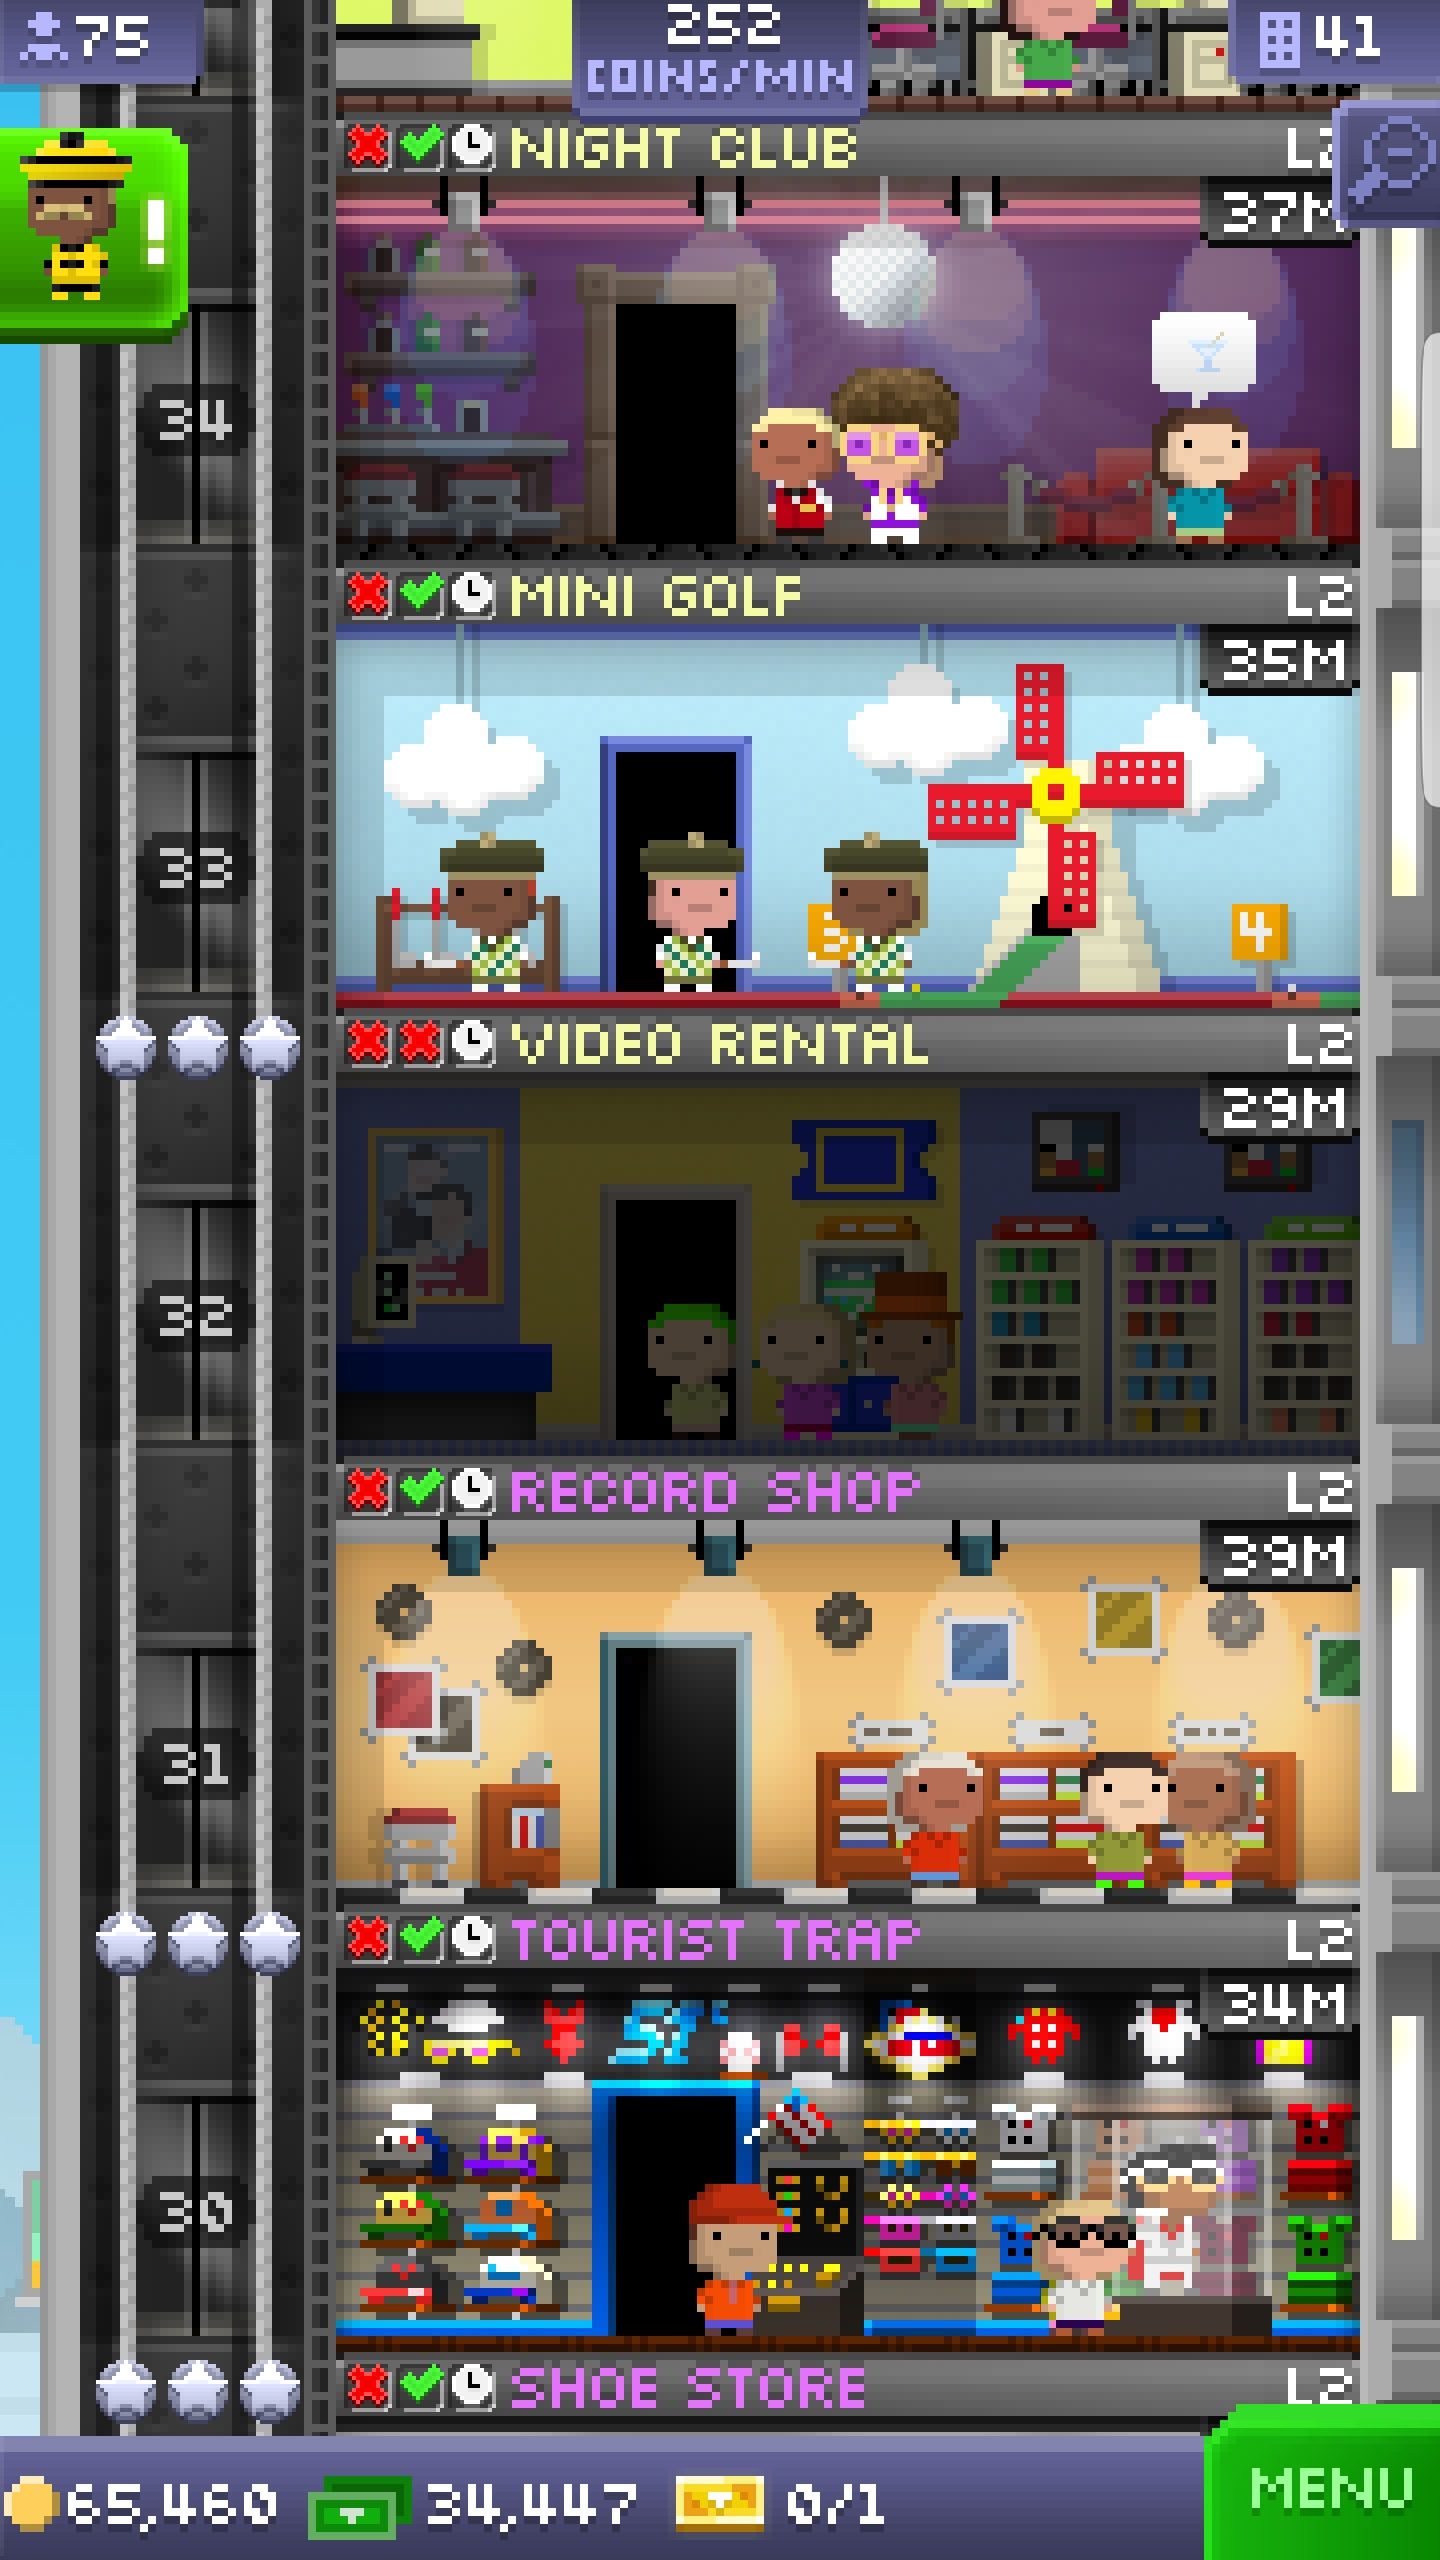 75
252
COINS/MIN
41
NIGHT CLUB
37M
34
MINI GOLF L2
35M
33
3
4
VIDEO RENTAL L2
29M
32
RECORD SHOP L2
39M
31
TOURIST TRAP L2
34M
30
SHOE STORE L2
65,460 34,447 0/1
MENU
!